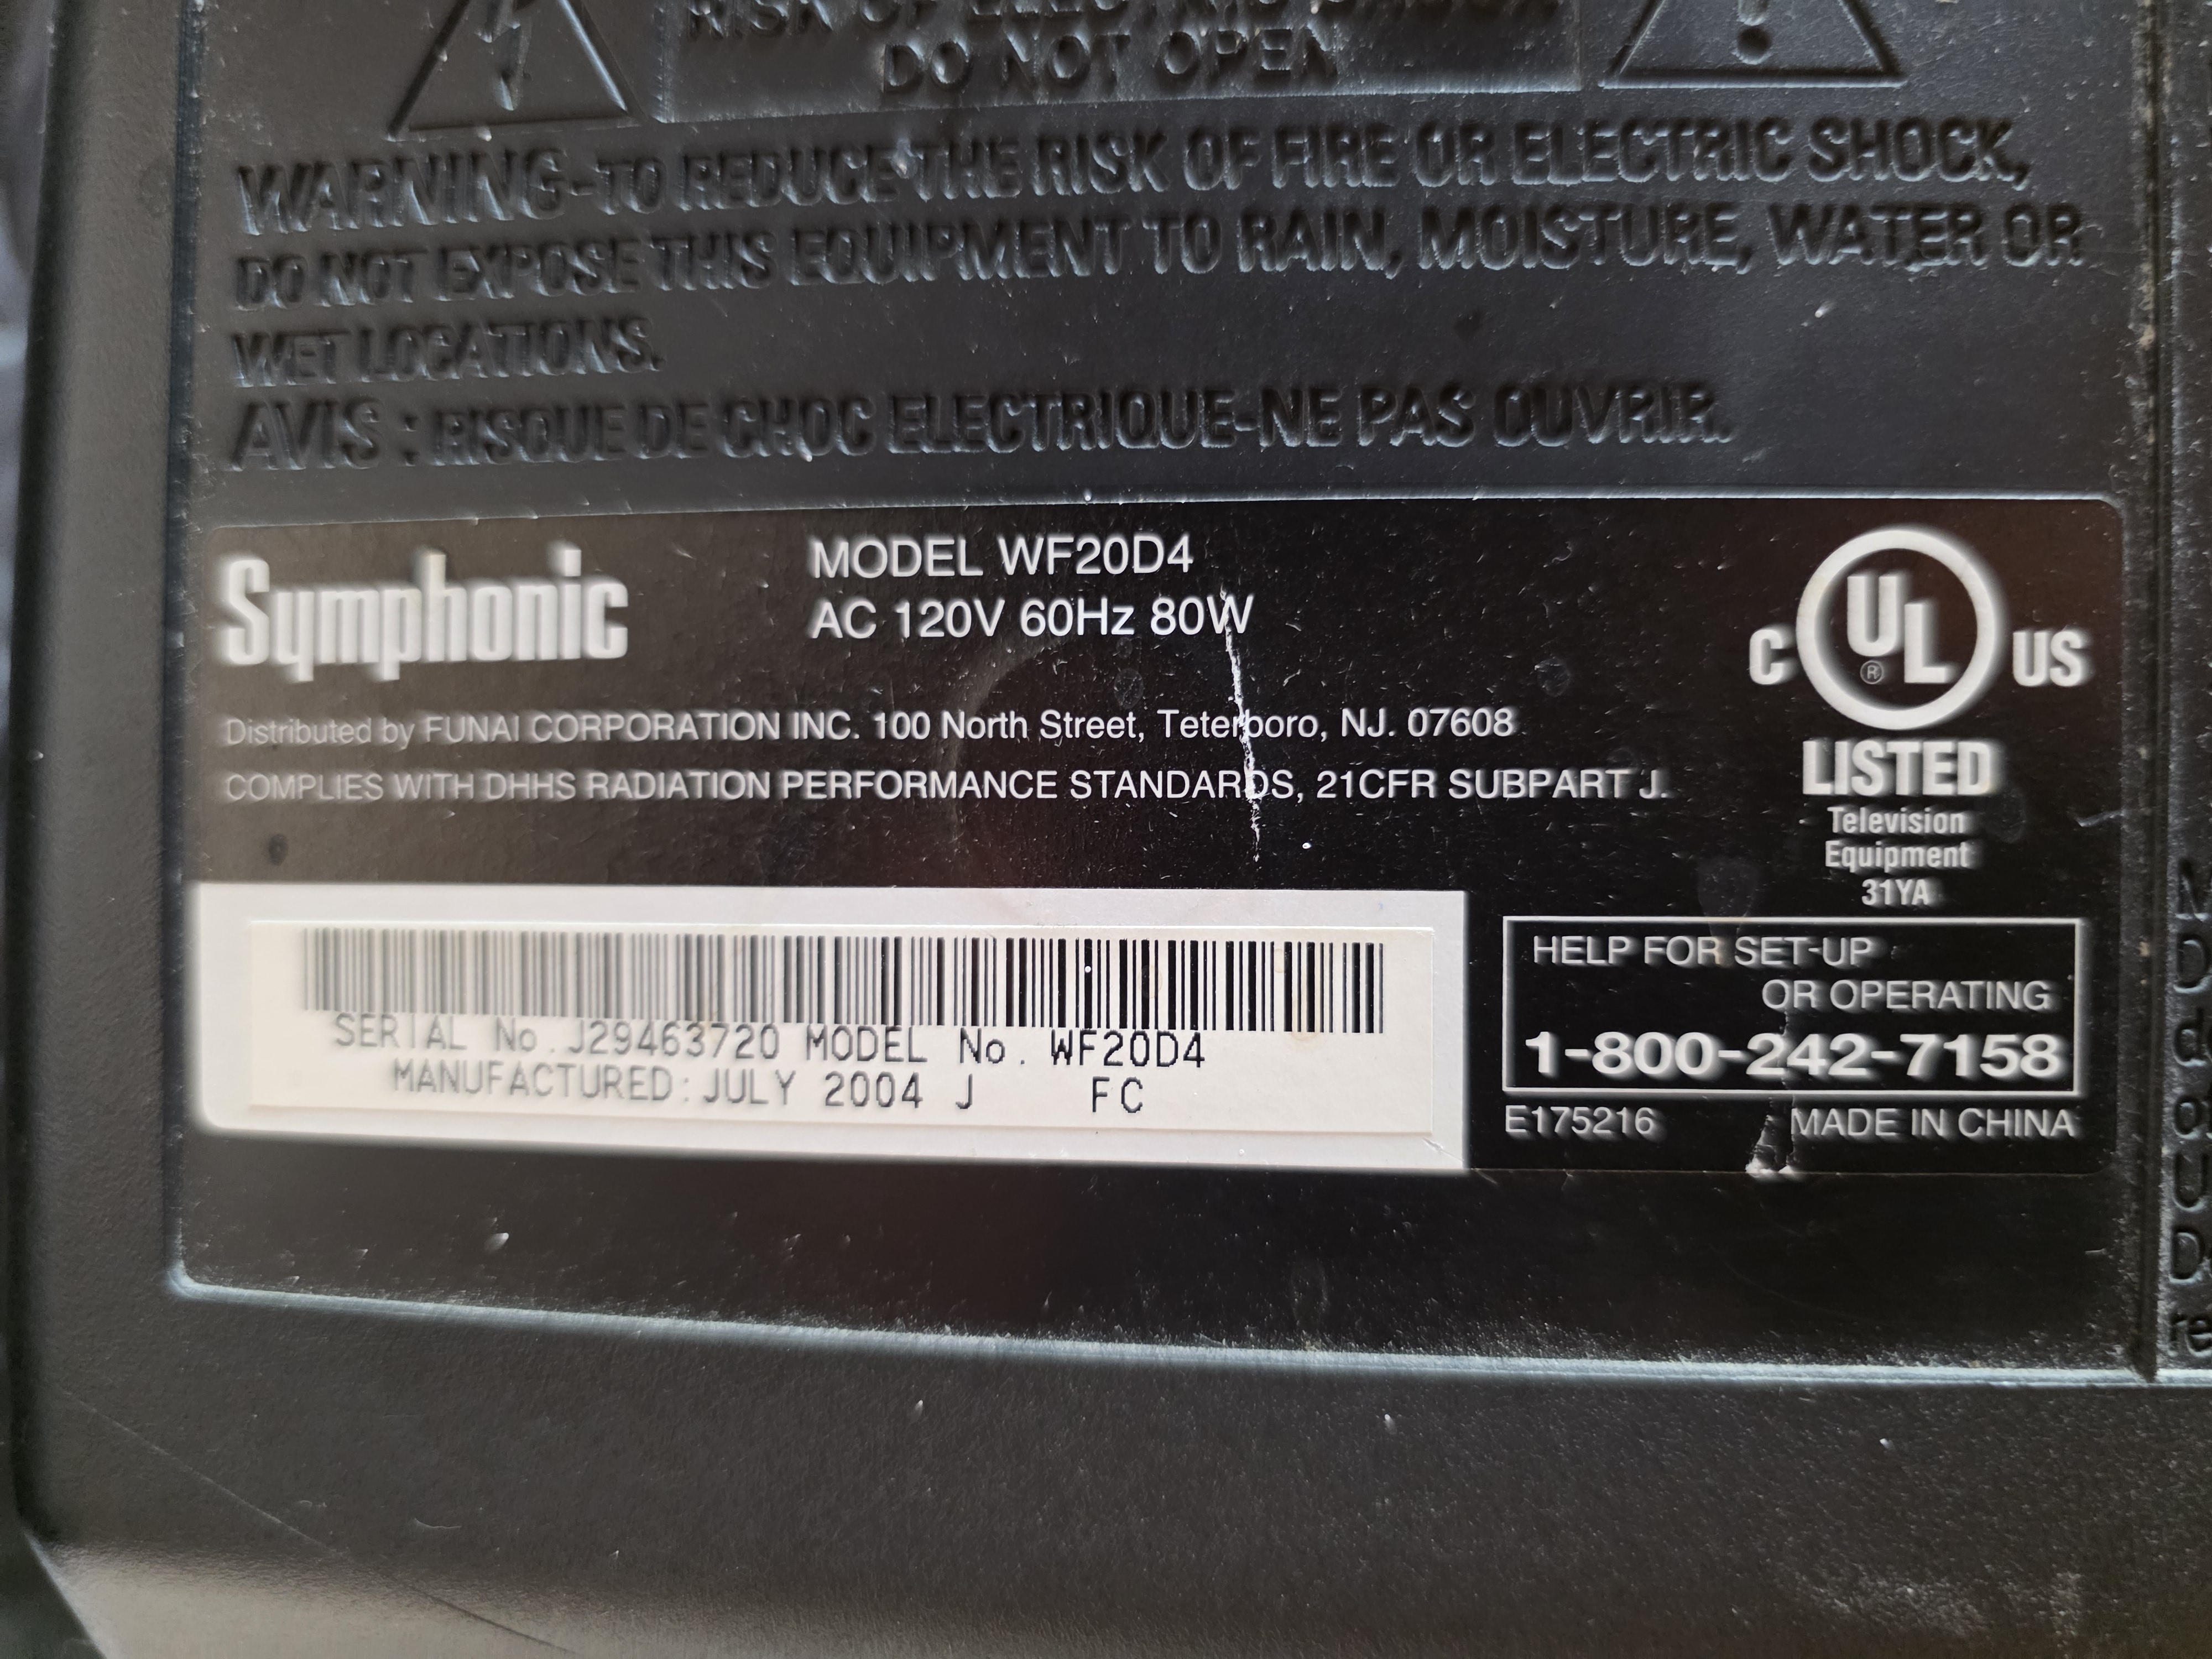 RISK OF ELECTRIC SHOCK
DO NOT OPEN
WARNING-TO REDUCE THE RISK OF FIRE OR ELECTRIC SHOCK,
DO NOT EXPOSE THIS EQUIPMENT TO RAIN, MOISTURE, WATER OR
WET LOCATIONS.
AVIS : RISQUE DE CHOC ELECTRIQUE-NE PAS OUVRIR.
Symphonic
MODEL WF20D4
AC 120V 60Hz 80W
Distributed by FUNAI CORPORATION INC. 100 North Street, Teterboro, NJ. 07608
COMPLIES WITH DHHS RADIATION PERFORMANCE STANDARDS, 21CFR SUBPART J.
C UL ® US
LISTED
Television
Equipment
31YA
SERIAL No. J29463720 MODEL No. WF20D4
MANUFACTURED: JULY 2004 J FC
HELP FOR SET-UP
OR OPERATING
1-800-242-7158
E175216 MADE IN CHINA